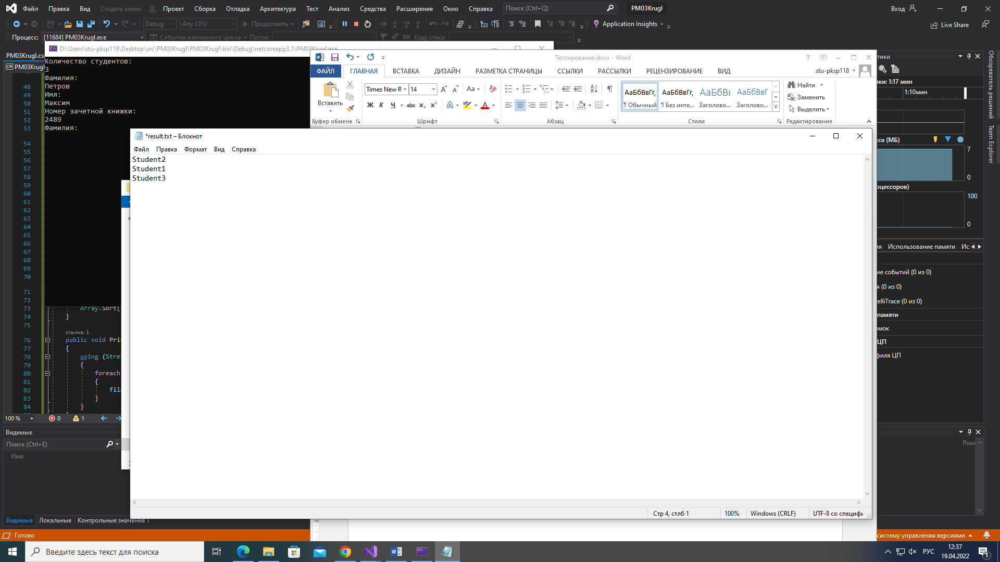 Файл Правка Вид Создать меню Проект Сборка Отладка Архитектура Тест Анализ Средства Расширения Окно Справка Поиск (Ctrl+Q) PM03Krugl Вход
Debug Any CPU Продолжить Application Insights Live Share
Процесс: [11684] PM03Krugl.exe События жизненного цикла Поток: Кадр стека:
D:\Users\stu-pksp118\Desktop\src\PM03Krugl\PM03Krugl\bin\Debug\netcoreapp3.1\PM03Krugl.exe
PM03Krugl.cs
PM03Krugl
Количество студентов:
3
Фамилия:
Петров
Имя:
Максим
Номер зачетной книжки:
2489
Фамилия:
Тестирование.docx - Word
ФАЙЛ ГЛАВНАЯ ВСТАВКА ДИЗАЙН РАЗМЕТКА СТРАНИЦЫ ССЫЛКИ РАССЫЛКИ РЕЦЕНЗИРОВАНИЕ ВИД stu-pksp118
Вставить
Times New R 14
Aa
Ж К Ч abc x₂ x²
АаБбВвГг, АаБбВвГг, АаБбВв АаБбВвГ
¶ Обычный ¶ Без инте... Заголово... Заголово...
Найти
Заменить
Выделить
Буфер обмена Шрифт Абзац Стили Редактирование
*result.txt – Блокнот
Файл Правка Формат Вид Справка
Student2
Student1
Student3
Стр 4, стлб 1 100% Windows (CRLF) UTF-8 со специфи
48
49
50
51
52
53
54
55
56
57
58
59
60
61
62
63
64
65
66
67
68
69
70
71
72
73 Array.Sort(
74 }
75
ссылка: 1
76 public void Pri
77 {
78 using (Strea
79 {
80 foreach
81 {
82 file
83 }
84 }
100 % 0 1
Видимые
Поиск (Ctrl+E)
Имя
Видимые Локальные Контрольные значения 1
Готово
тики
ки: 1:17 мин
1:10мин
сса (МБ)
7
0
оцессоров)
100
0
ия Использование памяти Ис
ие событий (0 из 0)
я (0 из 0)
elliTrace (0 из 0)
памяти
имок
ЦП
филя ЦП
Язык
Обозреватель решений
Team Explorer
систему управления версиями
Введите здесь текст для поиска
РУС
12:37
19.04.2022
1